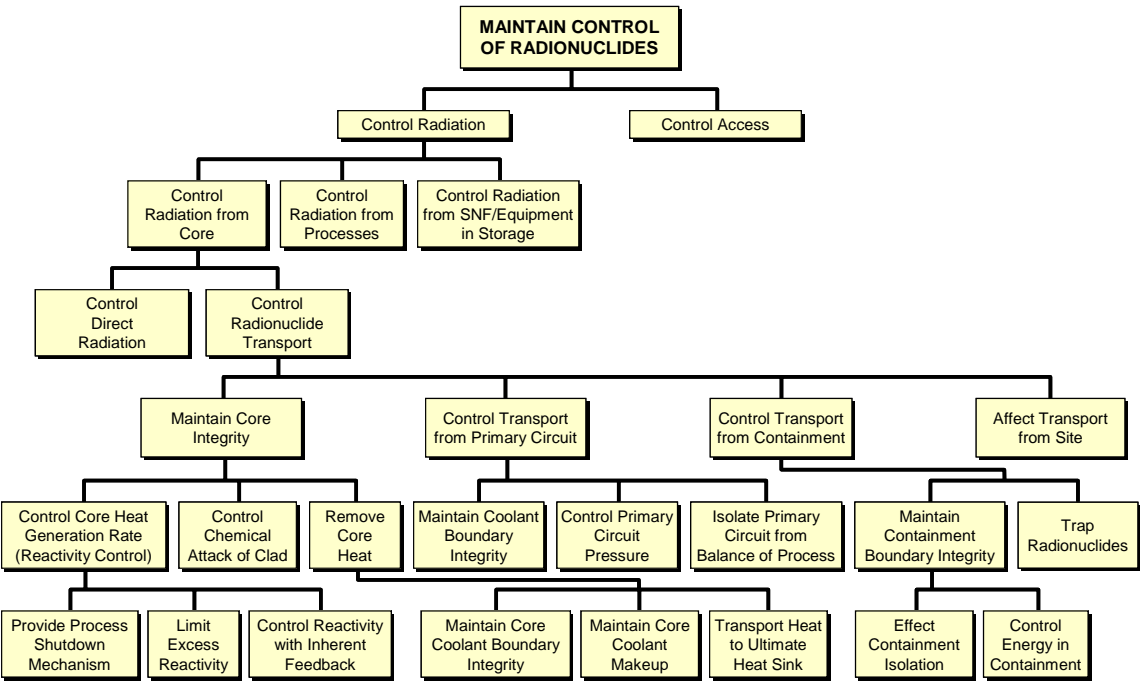 MAINTAIN CONTROL
OF RADIONUCLIDES
Control Radiation
Control Access
Control
Radiation from
Core
Control
Radiation from
Processes
Control Radiation
from SNF/Equipment
in Storage
Control
Direct
Radiation
Control
Radionuclide
Transport
Maintain Core
Integrity
Control Transport
from Primary Circuit
Control Transport
from Containment
Affect Transport
from Site
Control Core Heat
Generation Rate
(Reactivity Control)
Control
Chemical
Attack of Clad
Remove
Core
Heat
Maintain Coolant
Boundary
Integrity
Control Primary
Circuit
Pressure
Isolate Primary
Circuit from
Balance of Process
Maintain
Containment
Boundary Integrity
Trap
Radionuclides
Provide Process
Shutdown
Mechanism
Limit
Excess
Reactivity
Control Reactivity
with Inherent
Feedback
Maintain Core
Coolant Boundary
Integrity
Maintain Core
Coolant
Makeup
Transport Heat
to Ultimate
Heat Sink
Effect
Containment
Isolation
Control
Energy in
Containment